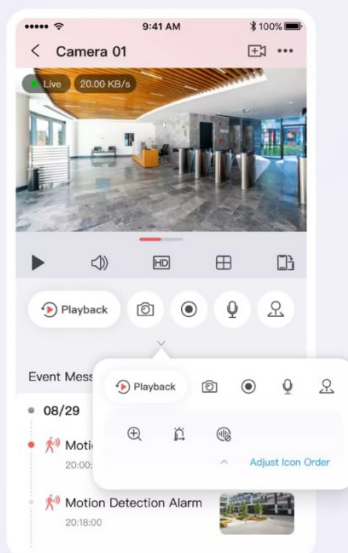 9:41 AM
100%
Camera 01
Live
20.00 KB/s
HD
Playback
Event Mess
Playback
08/29
Moti
20:00:
Adjust Icon Order
Motion Detection Alarm
20:18:00